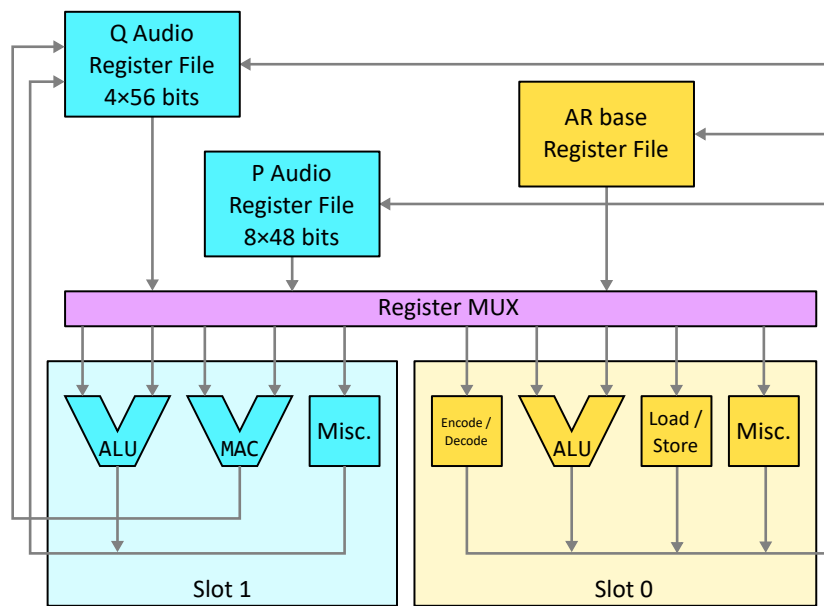 Q Audio
Register File
4×56 bits
AR base
Register File
P Audio
Register File
8×48 bits
Register MUX
ALU
MAC
Misc.
Encode /
Decode
ALU
Load /
Store
Misc.
Slot 1
Slot 0